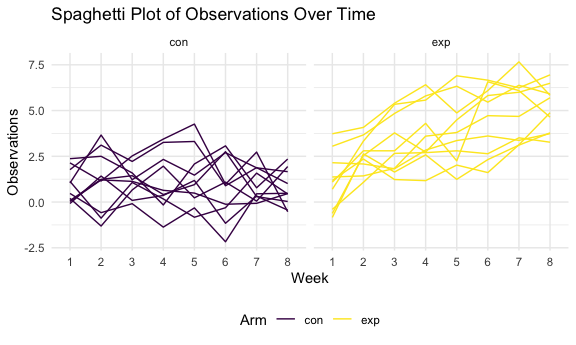 Spaghetti Plot of Observations Over Time
con exp
7.5
5.0
2.5
0.0
-2.5
Observations
1 2 3 4 5 6 7 8 1 2 3 4 5 6 7 8
Week
Arm con exp